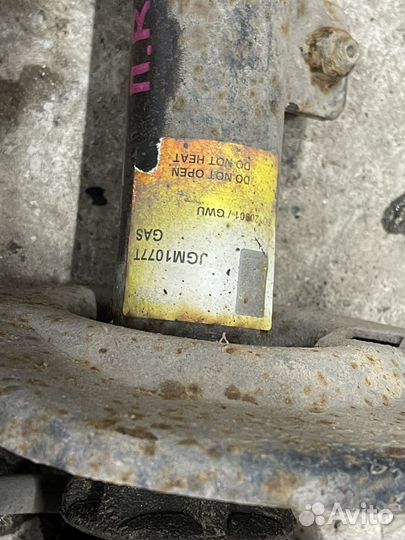 П.К
DO NOT OPEN
DO NOT HEAT
/ GWU
JGM1077T
GAS
Avito